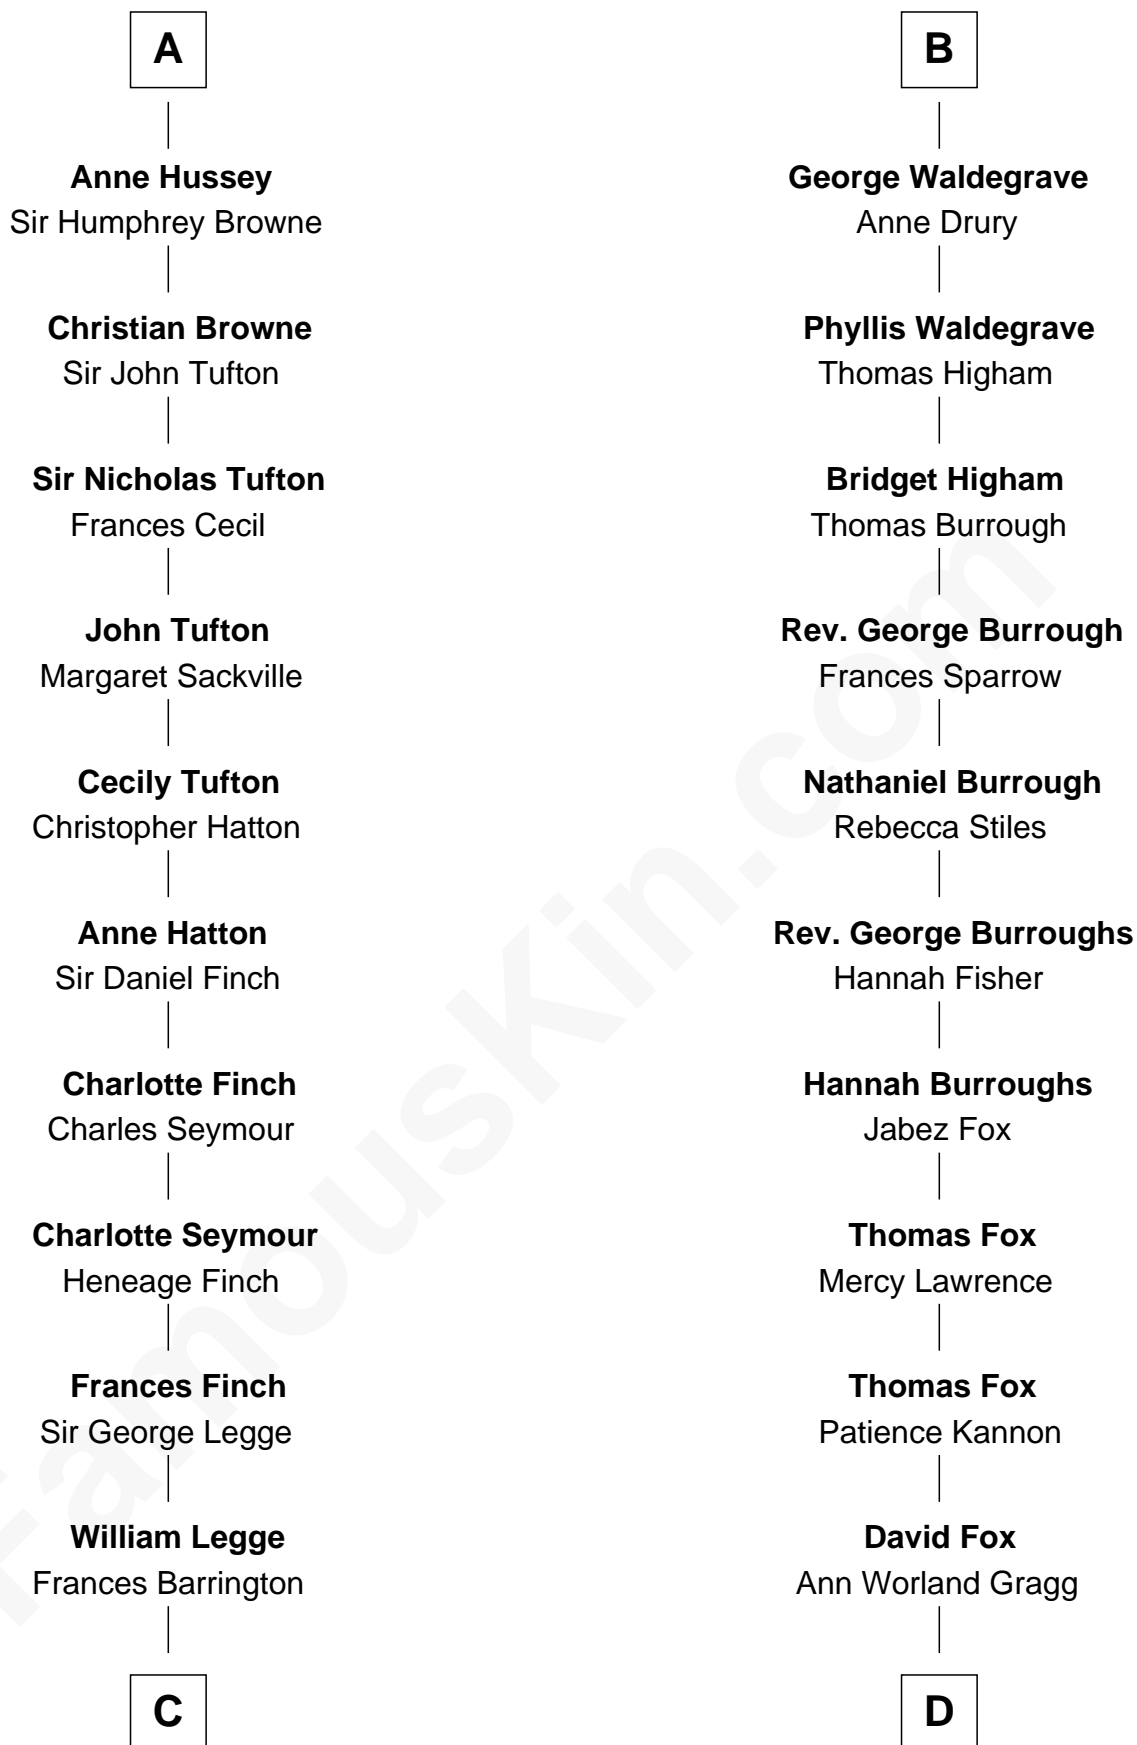 A
Anne Hussey
Sir Humphrey Browne
Christian Browne
Sir John Tufton
Sir Nicholas Tufton
Frances Cecil
John Tufton
Margaret Sackville
Cecily Tufton
Christopher Hatton
Anne Hatton
Sir Daniel Finch
Charlotte Finch
Charles Seymour
Charlotte Seymour
Heneage Finch
Frances Finch
Sir George Legge
William Legge
Frances Barrington
C
B
George Waldegrave
Anne Drury
Phyllis Waldegrave
Thomas Higham
Bridget Higham
Thomas Burrough
Rev. George Burrough
Frances Sparrow
Nathaniel Burrough
Rebecca Stiles
Rev. George Burroughs
Hannah Fisher
Hannah Burroughs
Jabez Fox
Thomas Fox
Mercy Lawrence
Thomas Fox
Patience Kannon
David Fox
Ann Worland Gragg
D
FamousKin.com